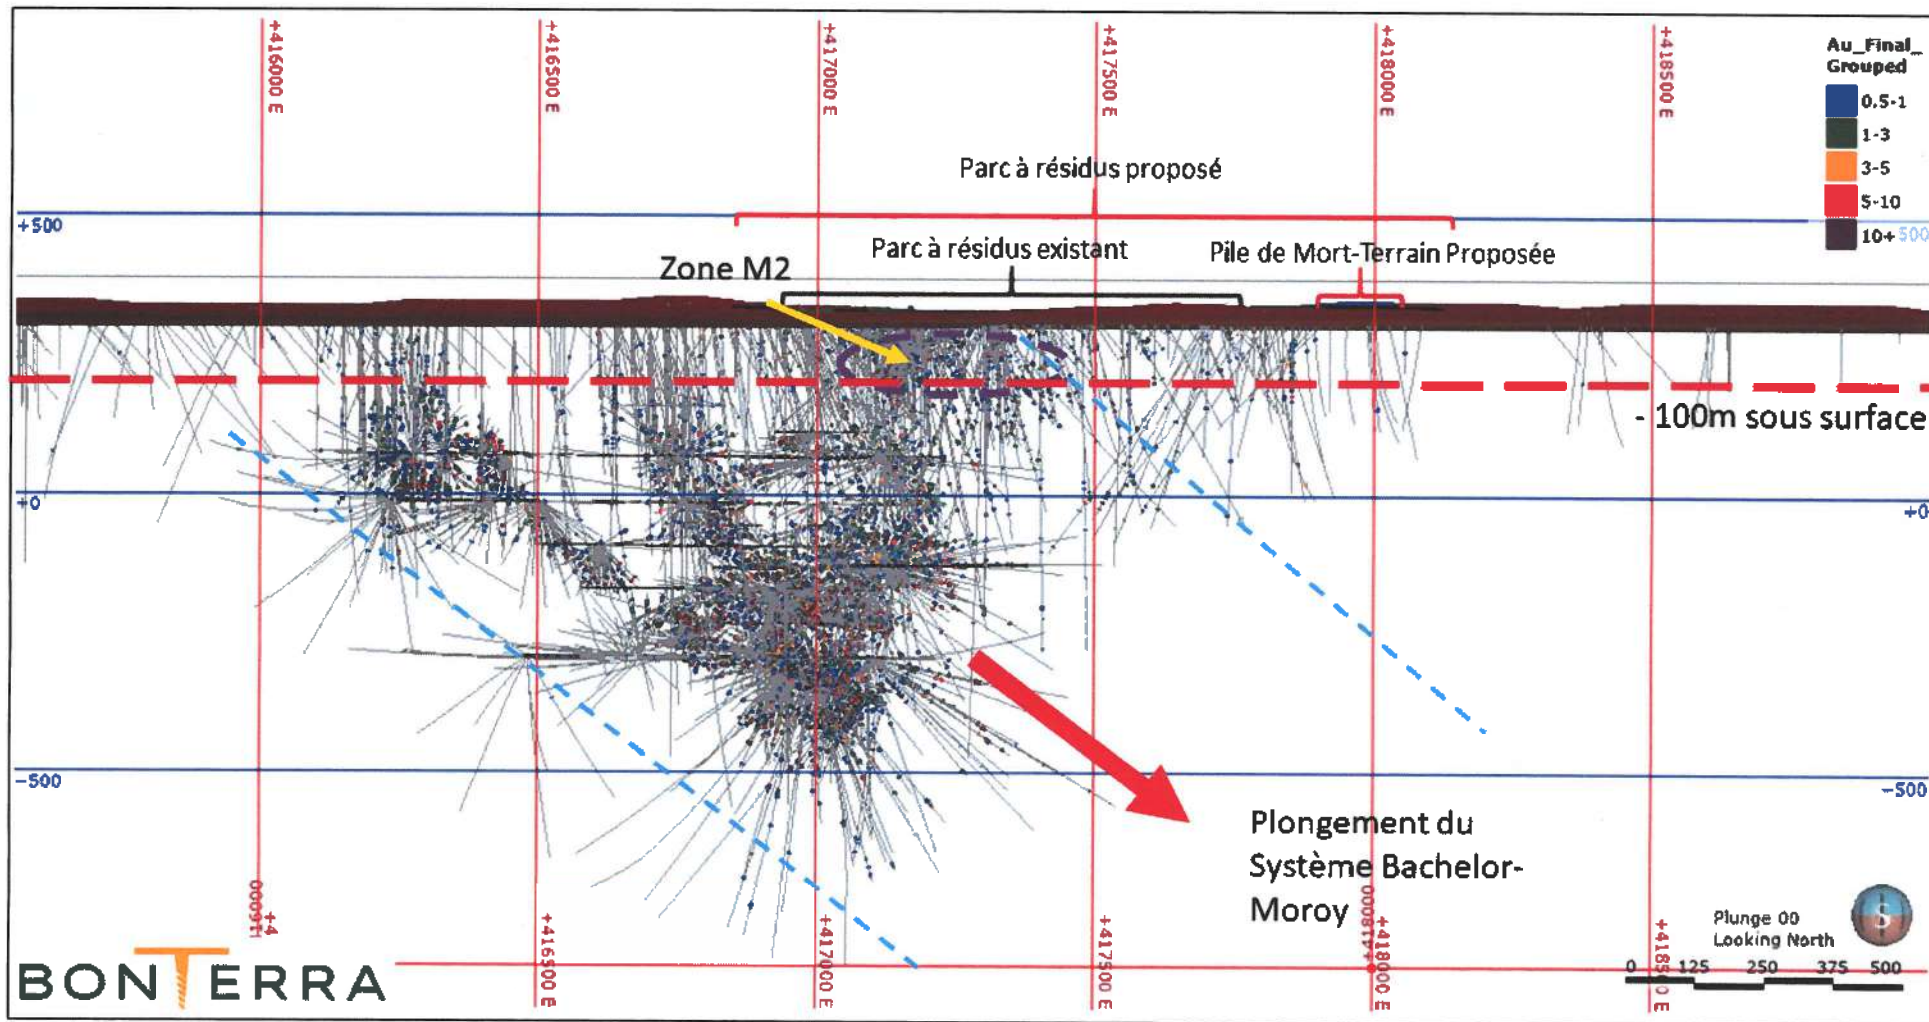 +416000 E
+416500 E
+417000 E
+417500 E
+418000 E
+418500 E
Au_Final_
Grouped
0.5-1
1-3
3-5
5-10
10+
500
Parc à résidus proposé
+500
Parc à résidus existant
Pile de Mort-Terrain Proposée
Zone M2
- 100m sous surface
+0
+0
-500
-500
Plongement du
Système Bachelor-
Moroy
+416500 E
+417000 E
+417500 E
+418000
+418000 E
+418500 E
Plunge 00
Looking North
S
0 125 250 375 500
BONTERRA